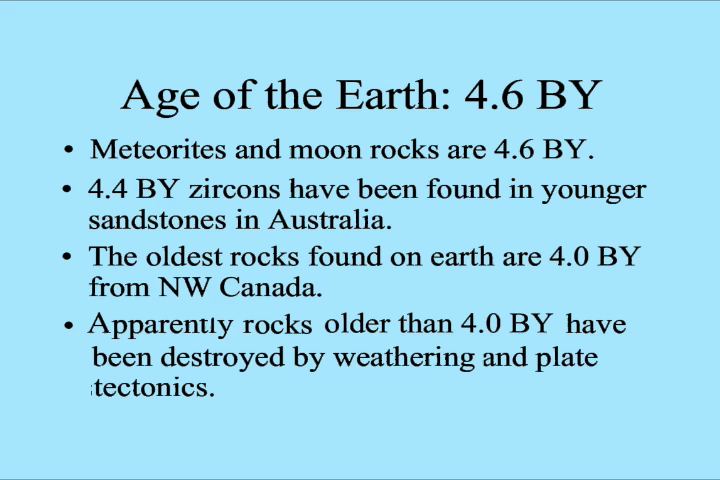 Age of the Earth: 4.6 BY
• Meteorites and moon rocks are 4.6 BY.
• 4.4 BY zircons have been found in younger
sandstones in Australia.
• The oldest rocks found on earth are 4.0 BY
from NW Canada.
• Apparently rocks older than 4.0 BY have
been destroyed by weathering and plate
tectonics.